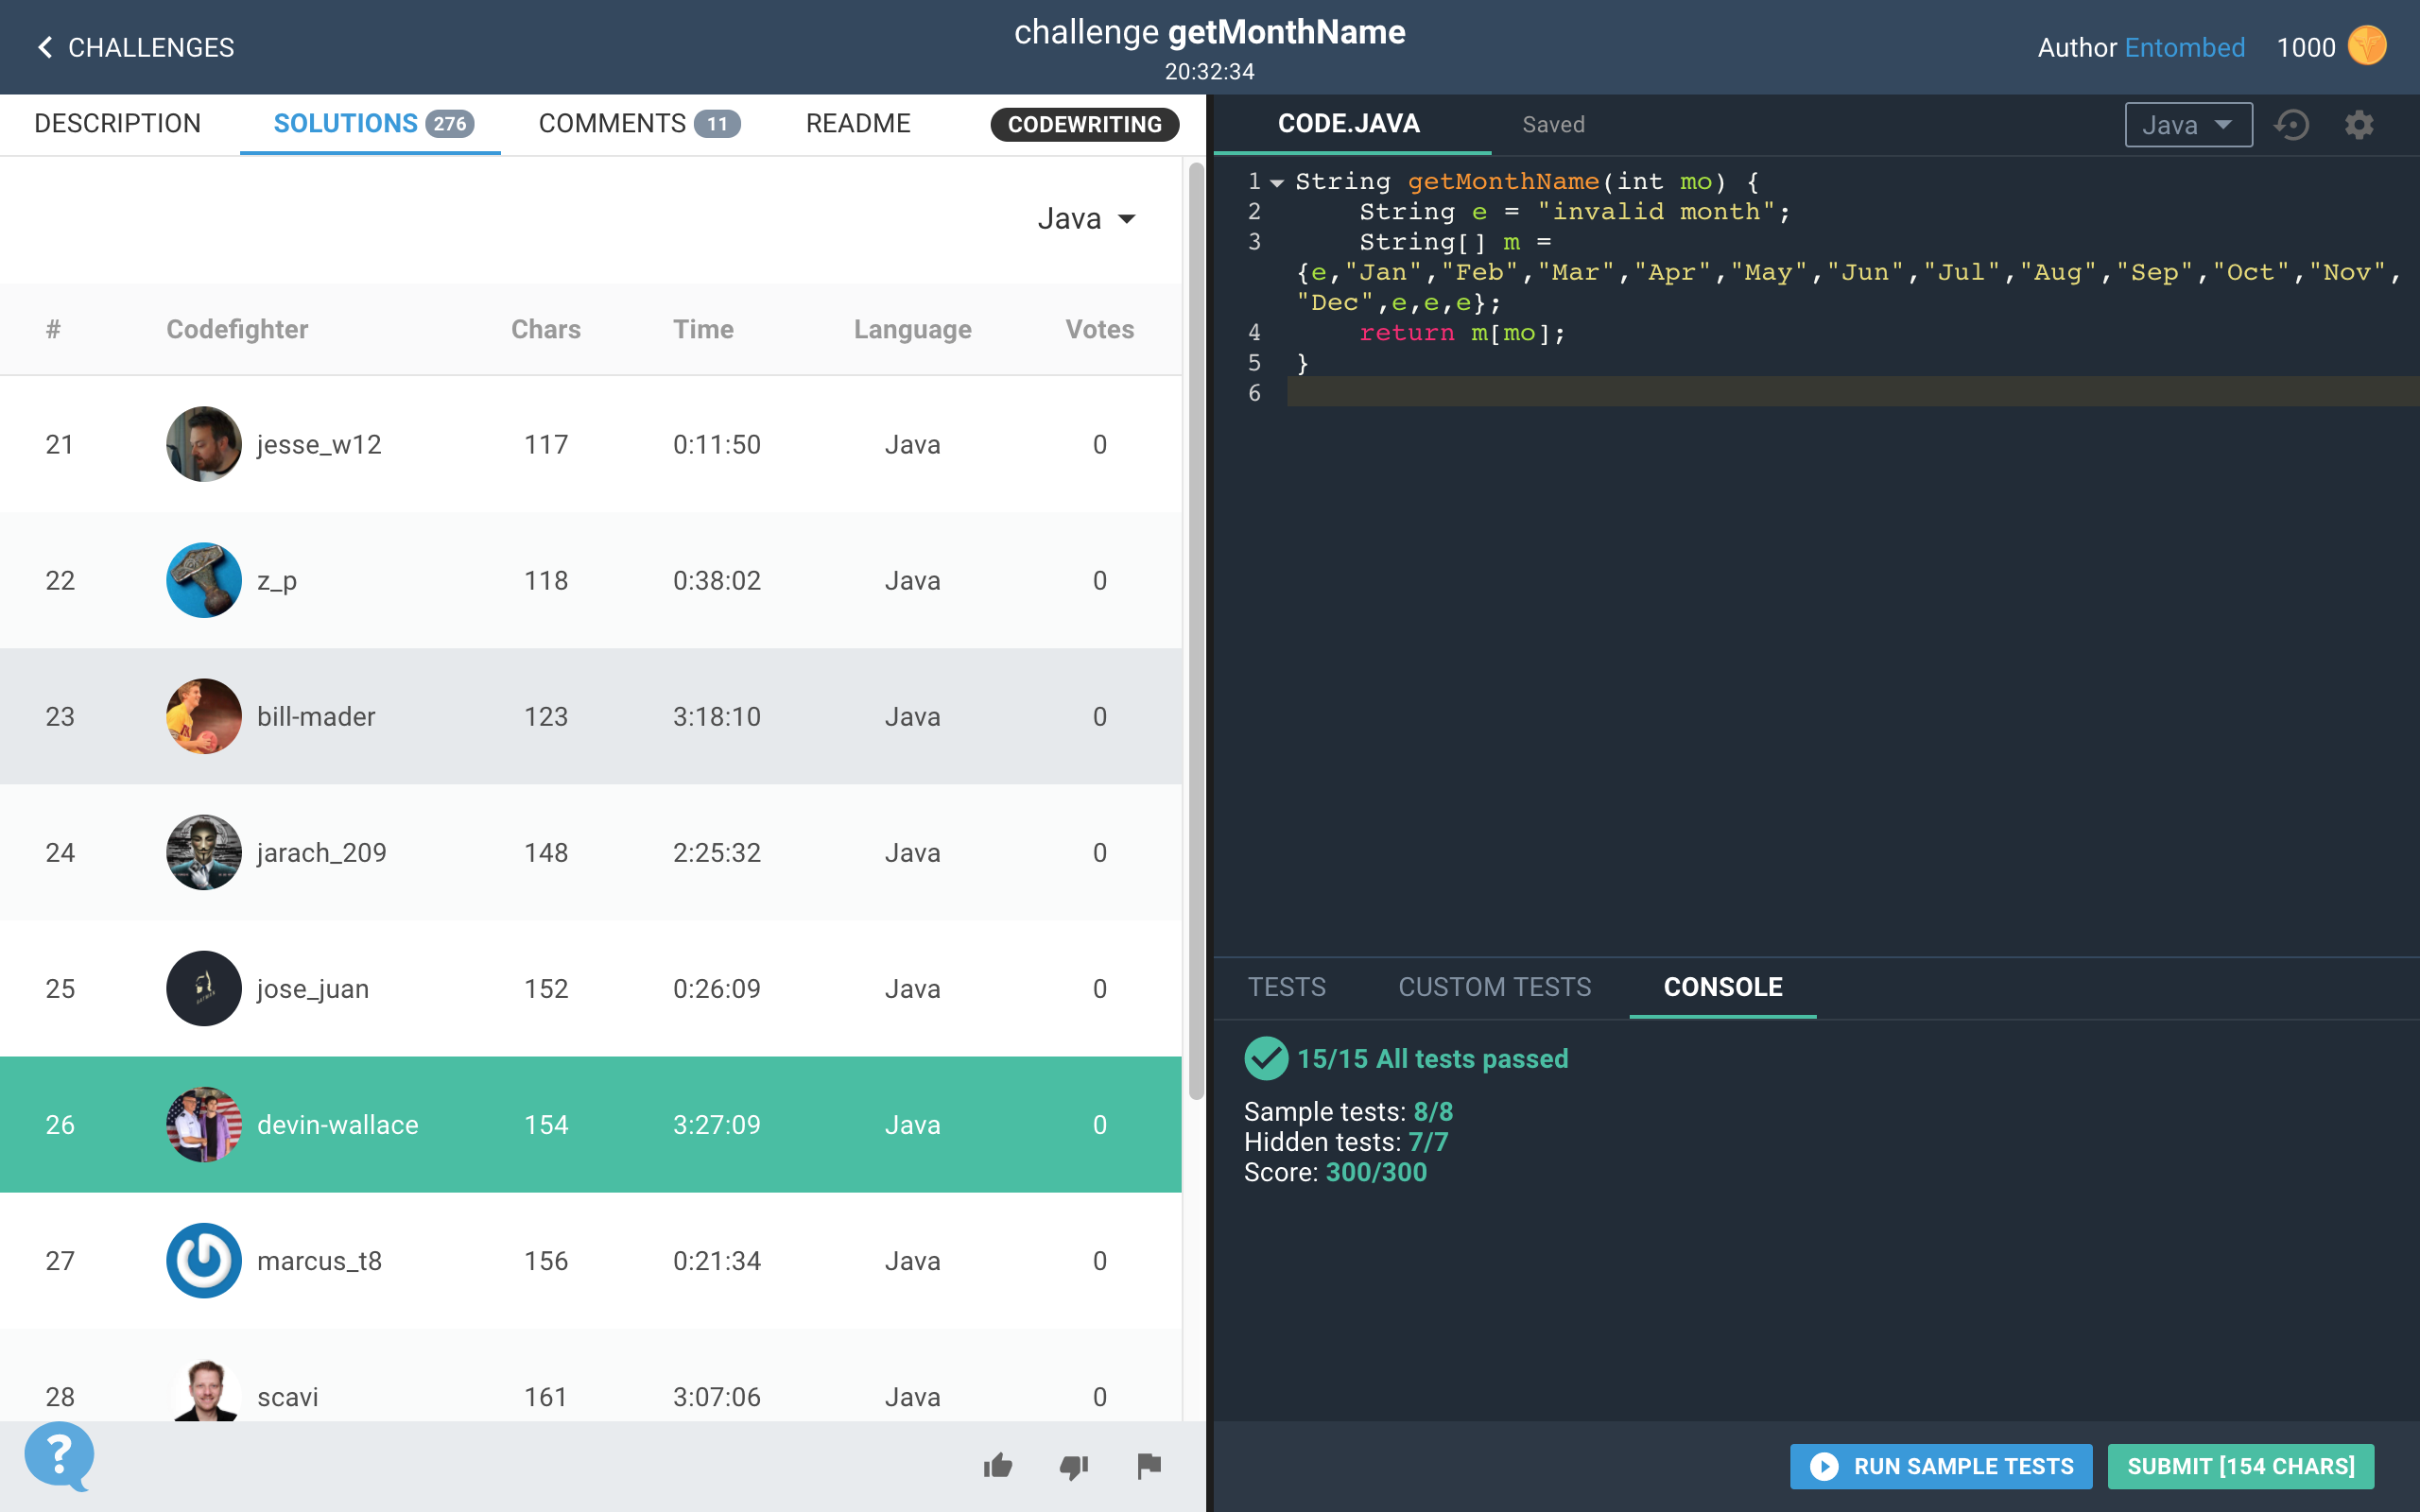 CHALLENGES
challenge getMonthName
20:32:34
Author Entombed 1000
DESCRIPTION SOLUTIONS 276 COMMENTS 11 README CODEWRITING
Java
# Codefighter Chars Time Language Votes
21 jesse_w12 117 0:11:50 Java 0
22 z_p 118 0:38:02 Java 0
23 bill-mader 123 3:18:10 Java 0
24 jarach_209 148 2:25:32 Java 0
25 jose_juan 152 0:26:09 Java 0
26 devin-wallace 154 3:27:09 Java 0
27 marcus_t8 156 0:21:34 Java 0
28 scavi 161 3:07:06 Java 0
?
CODE.JAVA Saved Java
1 String getMonthName(int mo) {
2 String e = "invalid month";
3 String[] m =
{e,"Jan","Feb","Mar","Apr","May","Jun","Jul","Aug","Sep","Oct","Nov",
"Dec",e,e,e};
4 return m[mo];
5 }
6
TESTS CUSTOM TESTS CONSOLE
15/15 All tests passed
Sample tests: 8/8
Hidden tests: 7/7
Score: 300/300
RUN SAMPLE TESTS SUBMIT [154 CHARS]